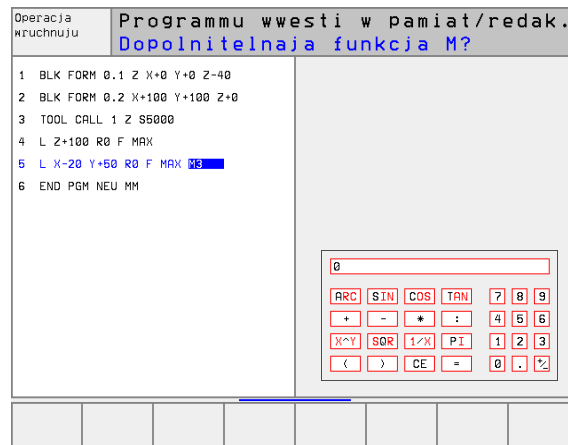 Operacja
wruchnuju
Programmu wwesti w pamiat/redak.
Dopolnitelnaja funkcja M?
1 BLK FORM 0.1 Z X+0 Y+0 Z-40
2 BLK FORM 0.2 X+100 Y+100 Z+0
3 TOOL CALL 1 Z S5000
4 L Z+100 R0 F MAX
5 L X-20 Y+50 R0 F MAX M3
6 END PGM NEU MM
0
ARC SIN COS TAN 7 8 9
+ - * : 4 5 6
X^Y SQR 1/X PI 1 2 3
( ) CE = 0 . +/-